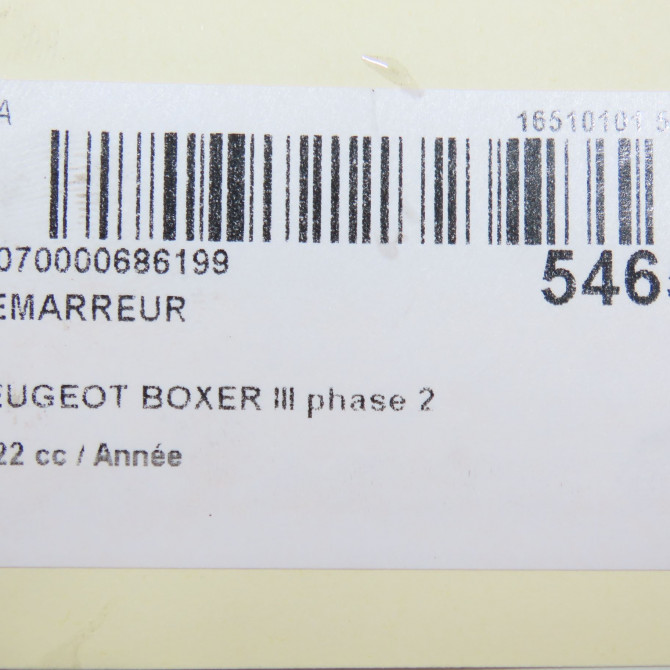 A 16510101 5
070000686199 546
EMARREUR
EUGEOT BOXER III phase 2
22 cc / Année